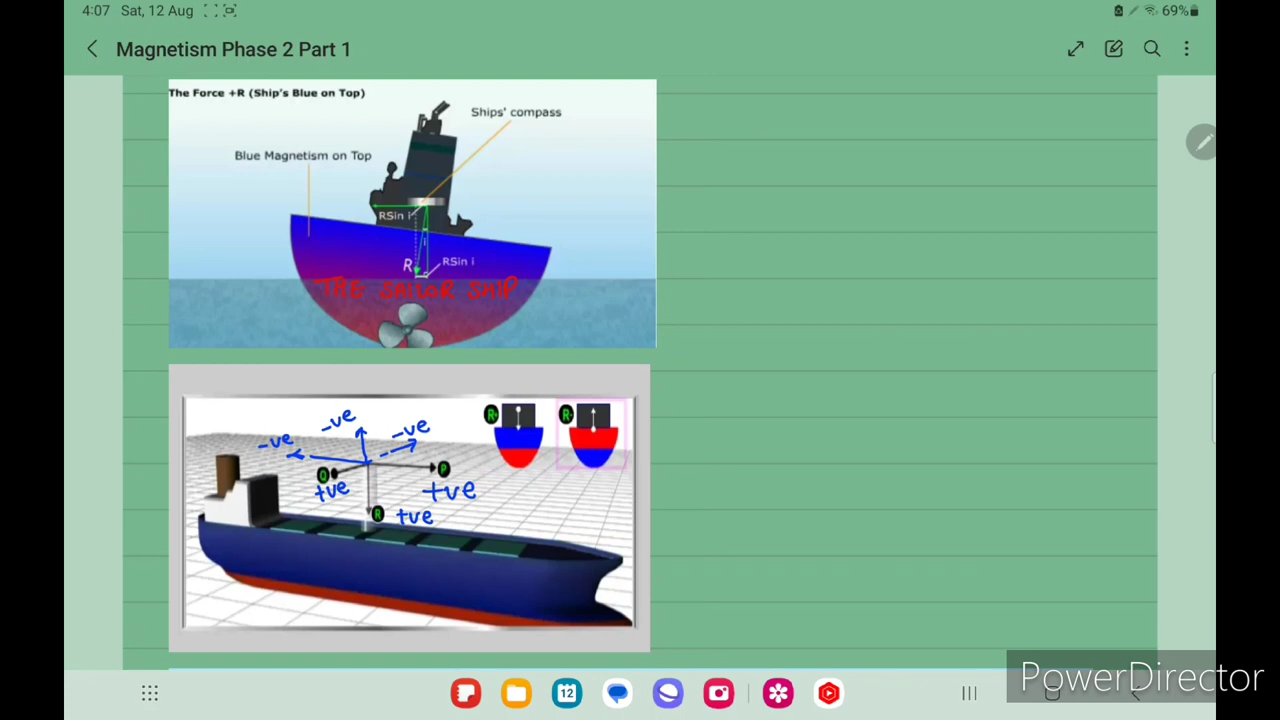 4:07 Sat, 12 Aug
69%
Magnetism Phase 2 Part 1
The Force +R (Ship's Blue on Top)
Ships' compass
Blue Magnetism on Top
RSin i
i
R
RSin i
THE SAILOR SHIP
-ve
-ve
-ve
Q
P
+ve
+ve
R
+ve
12
PowerDirector